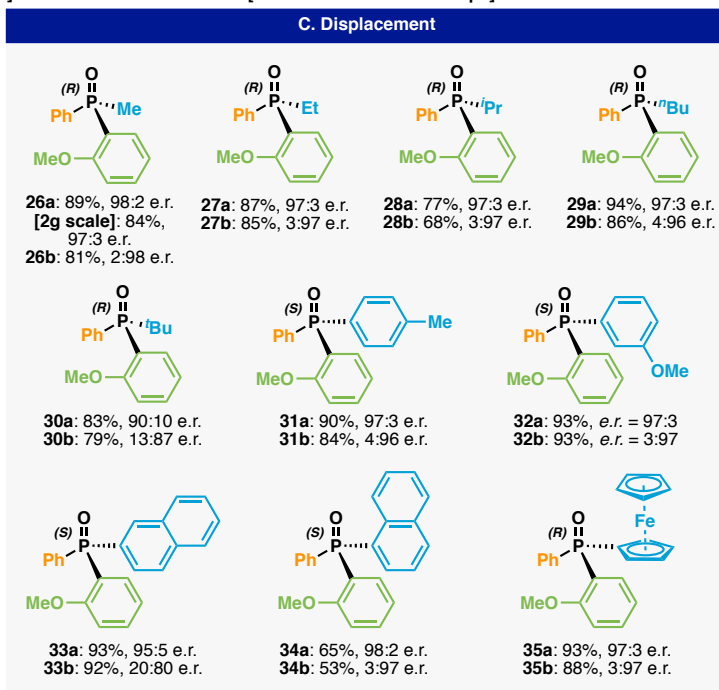 C. Displacement
O
(R)
P
Ph
Me
MeO
26a: 89%, 98:2 e.r.
[2g scale]: 84%,
97:3 e.r.
26b: 81%, 2:98 e.r.
O
(R)
P
Ph
Et
MeO
27a: 87%, 97:3 e.r.
27b: 85%, 3:97 e.r.
O
(R)
P
Ph
iPr
MeO
28a: 77%, 97:3 e.r.
28b: 68%, 3:97 e.r.
O
(R)
P
Ph
nBu
MeO
29a: 94%, 97:3 e.r.
29b: 86%, 4:96 e.r.
O
(R)
P
Ph
tBu
MeO
30a: 83%, 90:10 e.r.
30b: 79%, 13:87 e.r.
O
(S)
P
Ph
Me
MeO
31a: 90%, 97:3 e.r.
31b: 84%, 4:96 e.r.
O
(S)
P
Ph
OMe
MeO
32a: 93%, e.r. = 97:3
32b: 93%, e.r. = 3:97
O
(S)
P
Ph
MeO
33a: 93%, 95:5 e.r.
33b: 92%, 20:80 e.r.
O
(S)
P
Ph
MeO
34a: 65%, 98:2 e.r.
34b: 53%, 3:97 e.r.
O
(R)
P
Ph
Fe
MeO
35a: 93%, 97:3 e.r.
35b: 88%, 3:97 e.r.